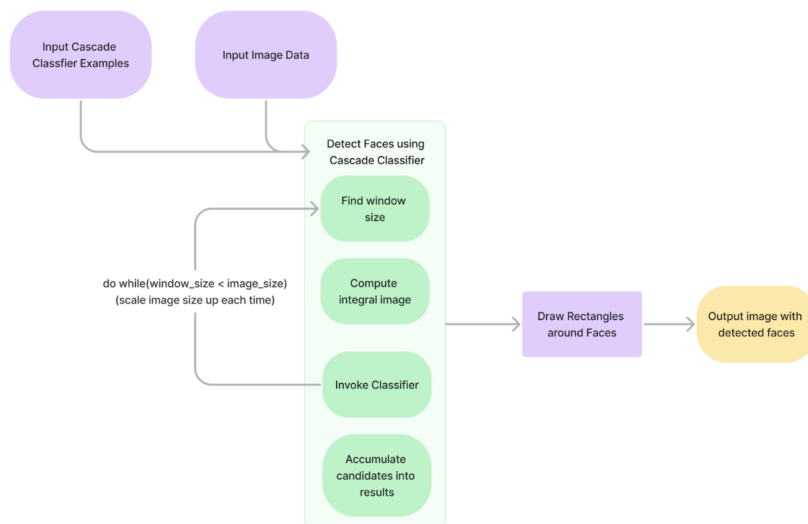 Input Cascade
Classfier Examples
Input Image Data
Detect Faces using
Cascade Classifier
Find window
size
do while(window_size < image_size)
(scale image size up each time)
Compute
integral image
Draw Rectangles
around Faces
Output image with
detected faces
Invoke Classifier
Accumulate
candidates into
results